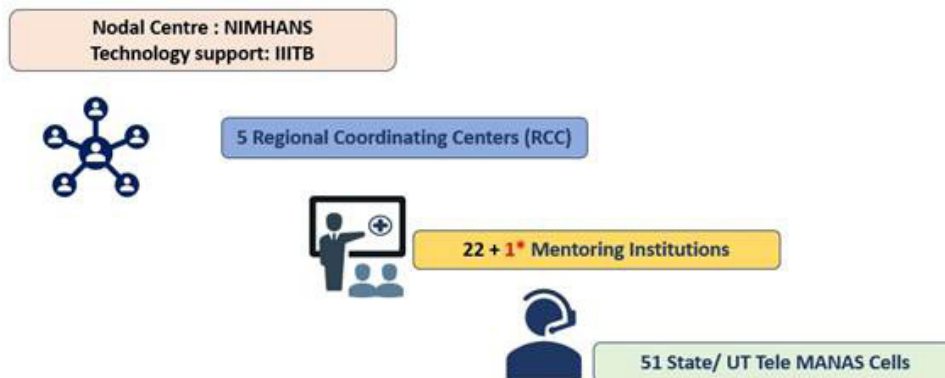 Nodal Centre : NIMHANS
Technology support: IIITB
5 Regional Coordinating Centers (RCC)
22 + 1* Mentoring Institutions
51 State/ UT Tele MANAS Cells